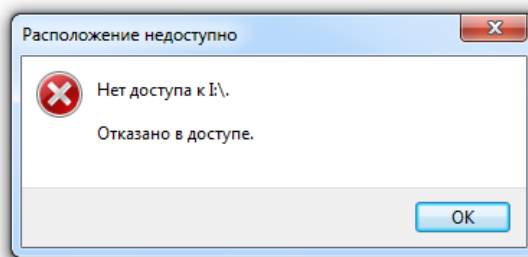 Расположение недоступно
Нет доступа к I:\.
Отказано в доступе.
OK